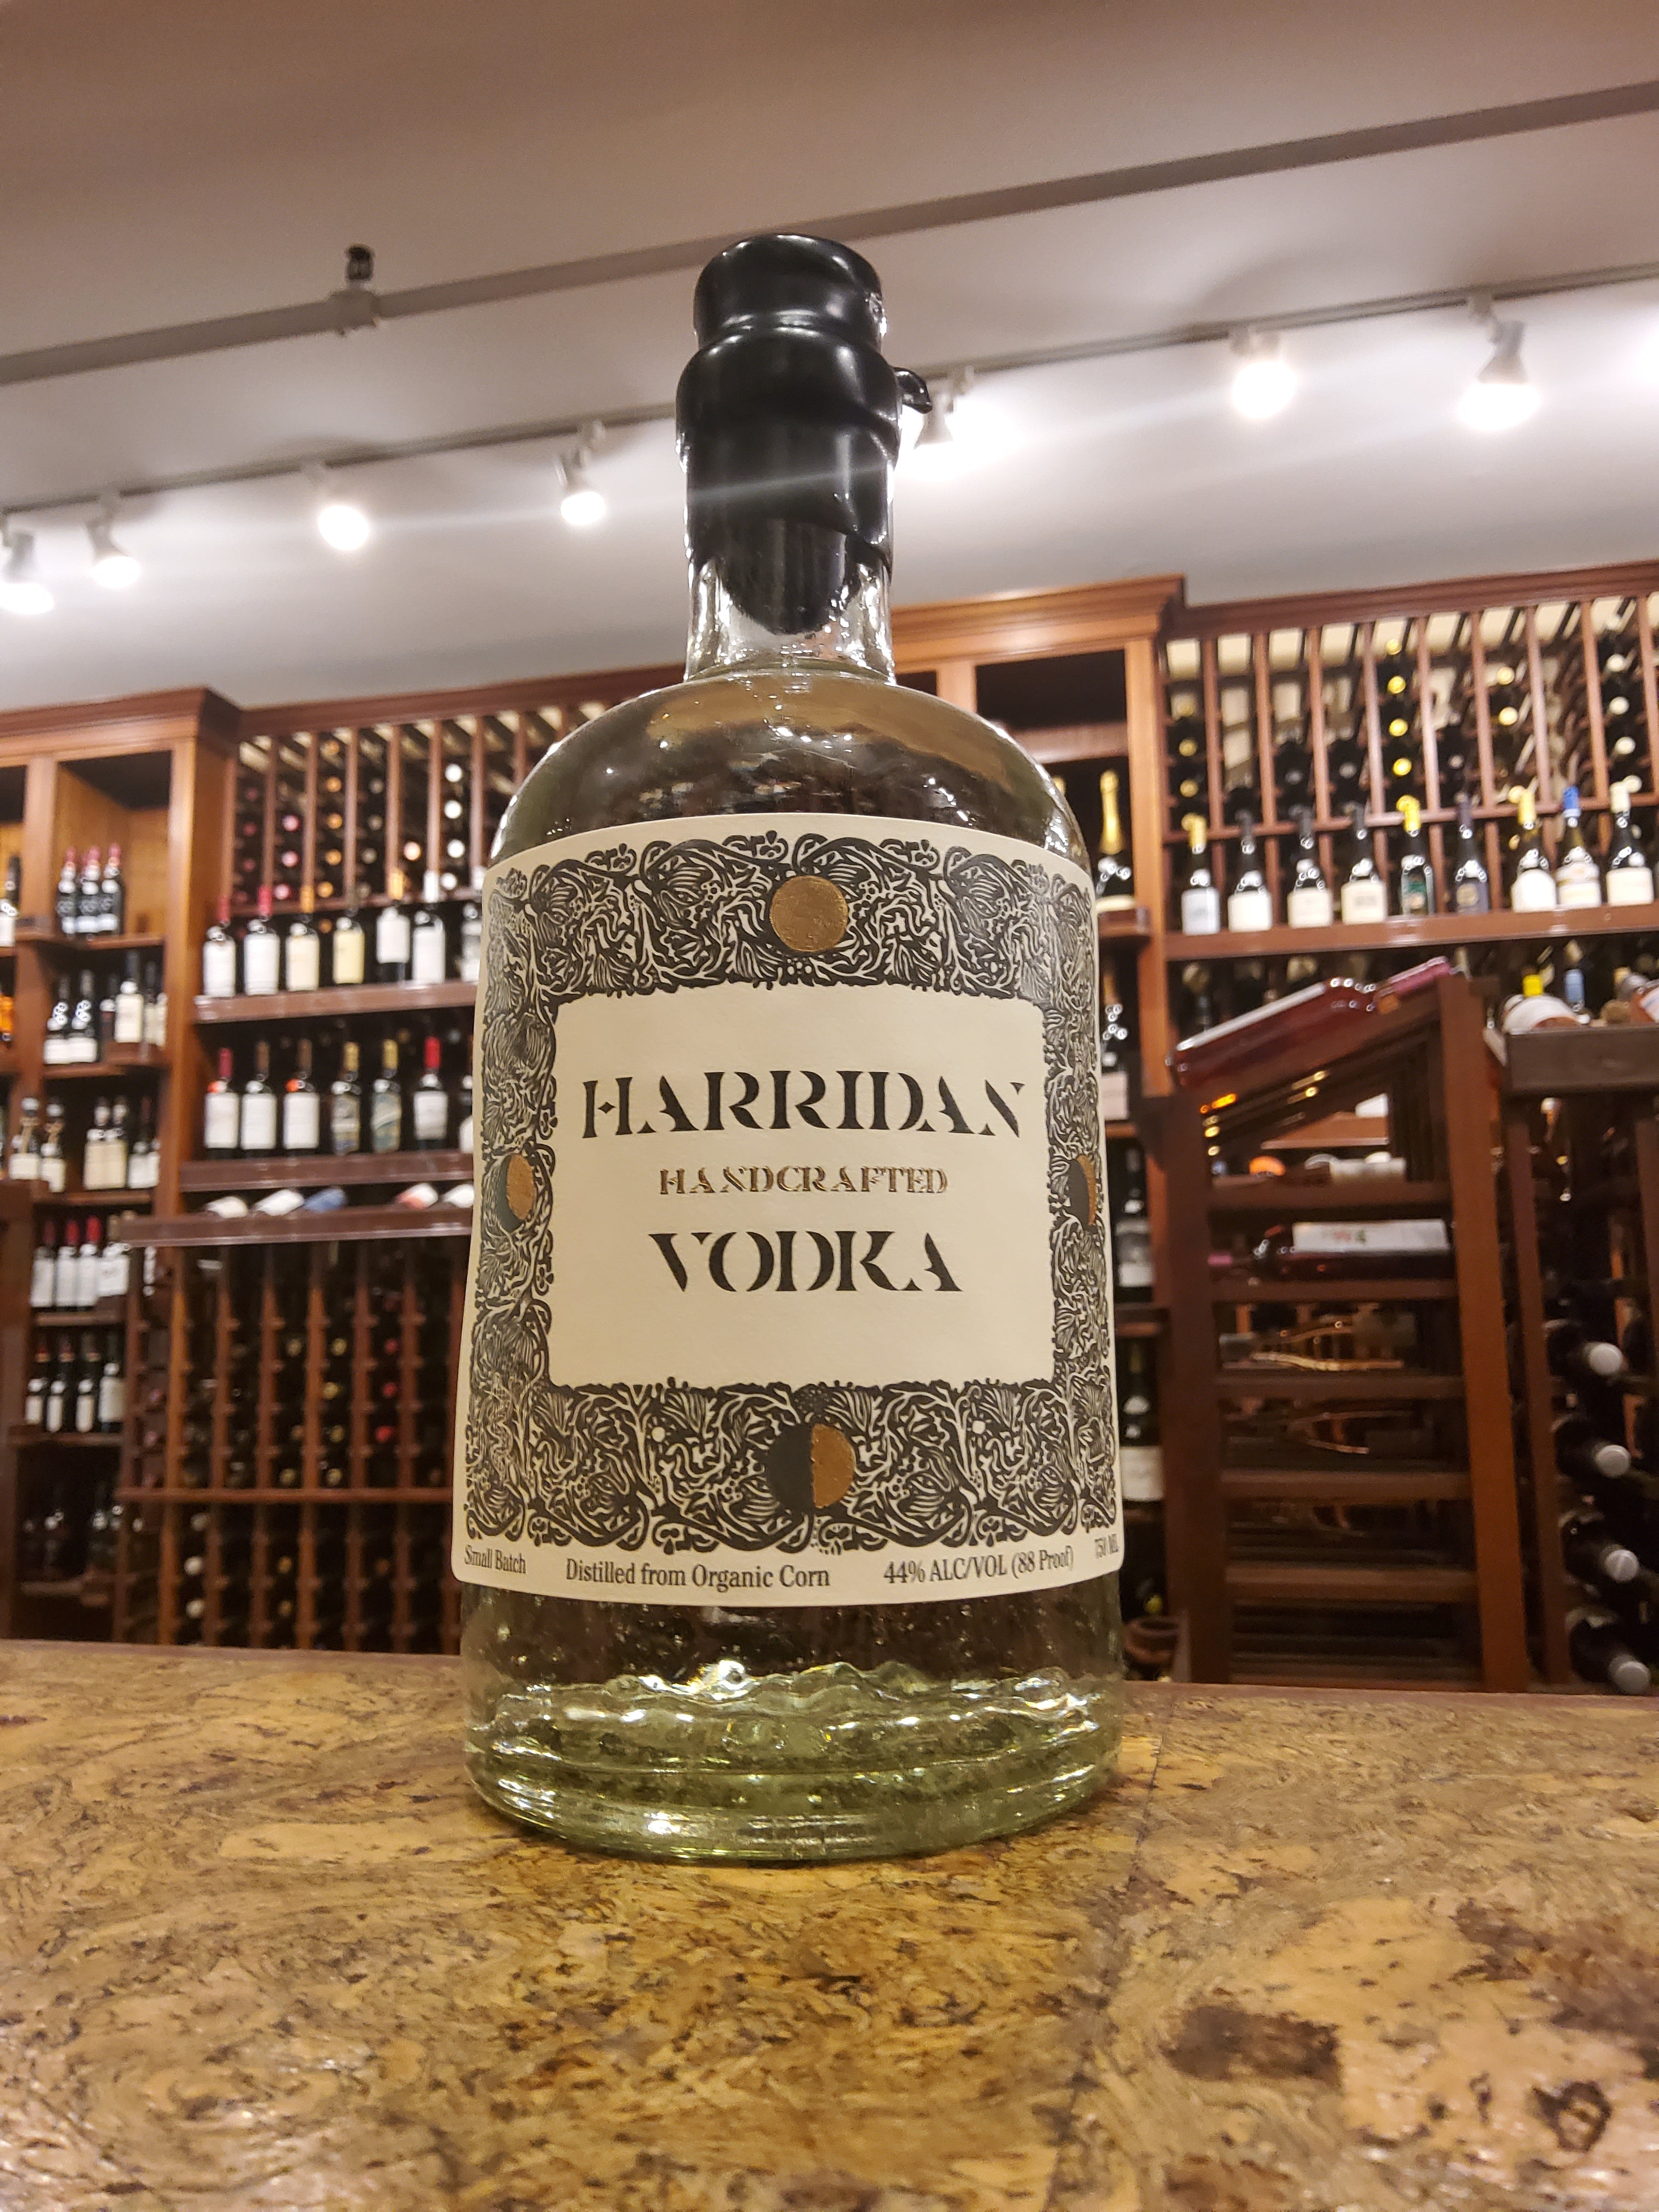 HARRIDAN
HANDCRAFTED
VODKA
Small Batch Distilled from Organic Corn 44% ALC/VOL (88 Proof) 750 ML